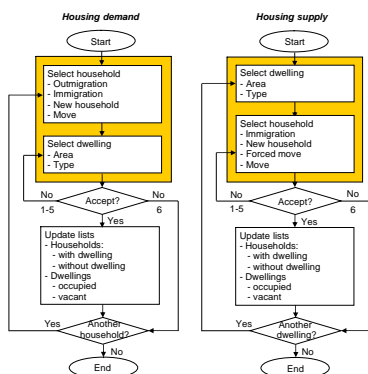 Housing demand
Start
Select household
- Outmigration
- Immigration
- New household
- Move
Select dwelling
- Area
- Type
No
1-5
Accept?
No
6
Yes
Update lists
- Households:
- with dwelling
- without dwelling
- Dwellings
- occupied
- vacant
Yes
Another
household?
No
End
Housing supply
Start
Select dwelling
- Area
- Type
Select household
- Immigration
- New household
- Forced move
- Move
No
1-5
Accept?
No
6
Yes
Update lists
- Households:
- with dwelling
- without dwelling
- Dwellings
- occupied
- vacant
Yes
Another
dwelling?
No
End